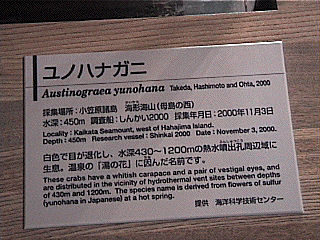 ユノハナガニ
Austinograea yunohana Takeda, Hashimoto and Ohta, 2000
採集場所：小笠原諸島 海形海山（母島の西）
水深：450m 調査船：しんかい2000 採集年月日：2000年11月3日
Locality : Kaikata Seamount, west of Hahajima Island.
Depth : 450m Research vessel : Shinkai 2000 Date : November 3, 2000.
白色で目が退化し、水深430～1200mの熱水噴出孔周辺域に
生息。温泉の「湯の花」に因んだ名前です。
These crabs have a whitish carapace and a pair of vestigial eyes, and
are distributed in the vicinity of hydrothermal vent sites between depths
of 430m and 1200m. The species name is derived from flowers of sulfur
(yunohana in Japanese) at a hot spring.
提供 海洋科学技術センター